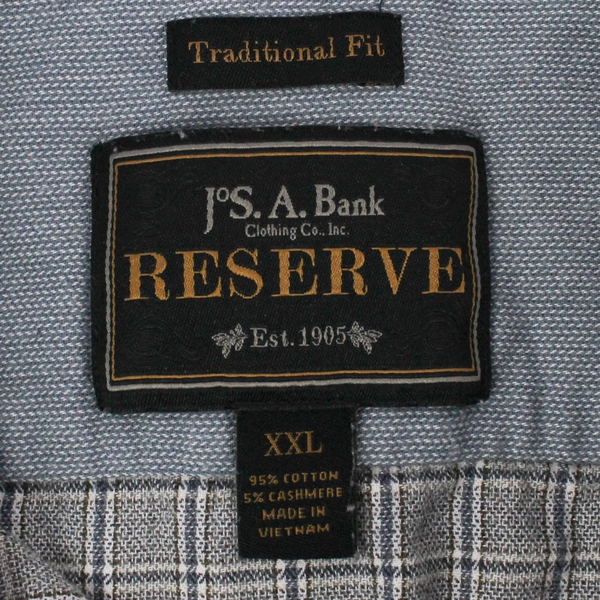 Traditional Fit
JoS. A. Bank
Clothing Co., Inc.
RESERVE
Est. 1905
XXL
95% COTTON
5% CASHMERE
MADE IN
VIETNAM